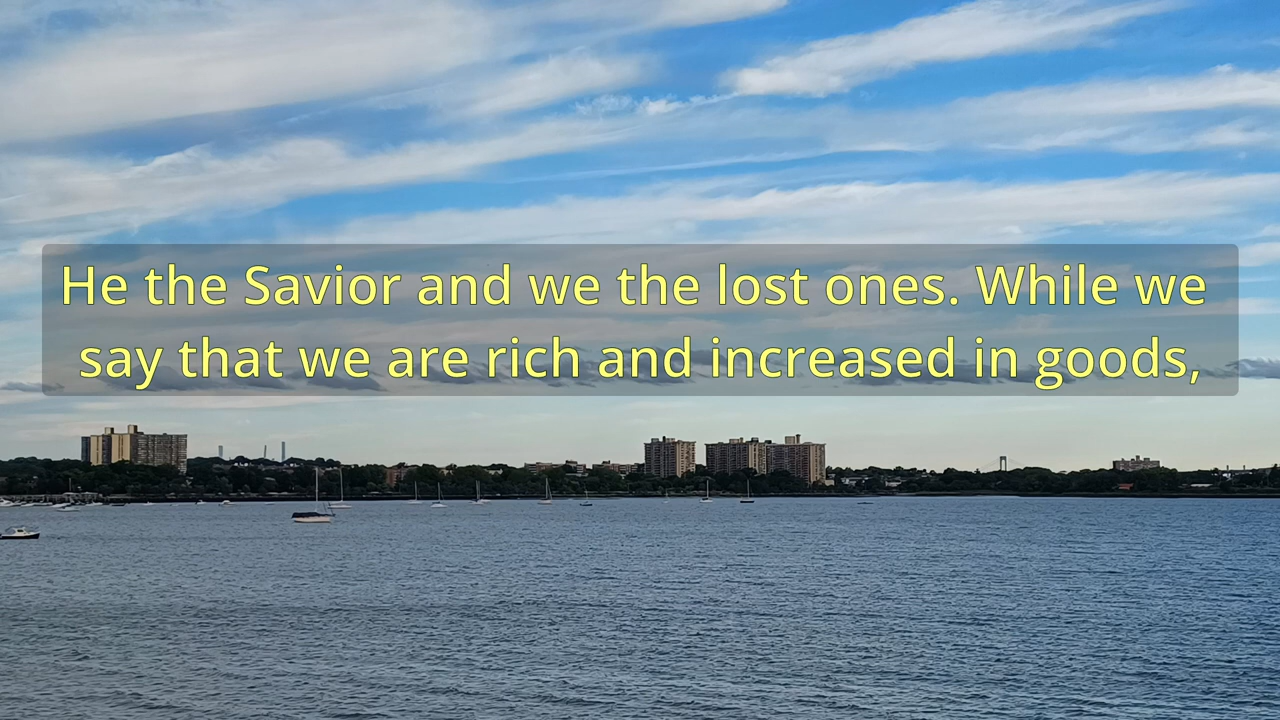 He the Savior and we the lost ones. While we
say that we are rich and increased in goods,